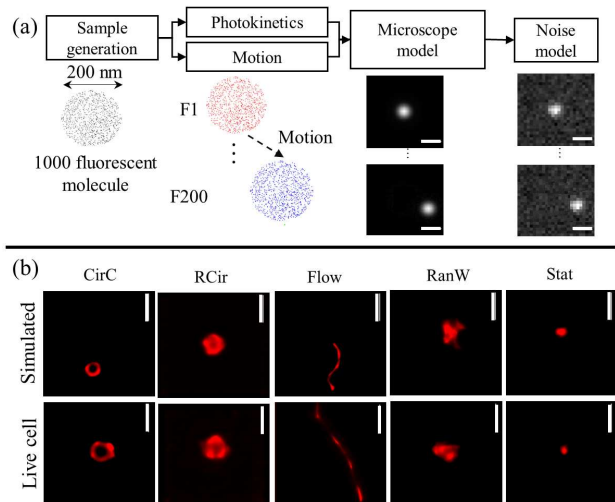 (a)
Sample
generation
Photokinetics
Motion
Microscope
model
Noise
model
200 nm
1000 fluorescent
molecule
F1
Motion
F200
(b)
CirC
RCir
Flow
RanW
Stat
Simulated
Live cell